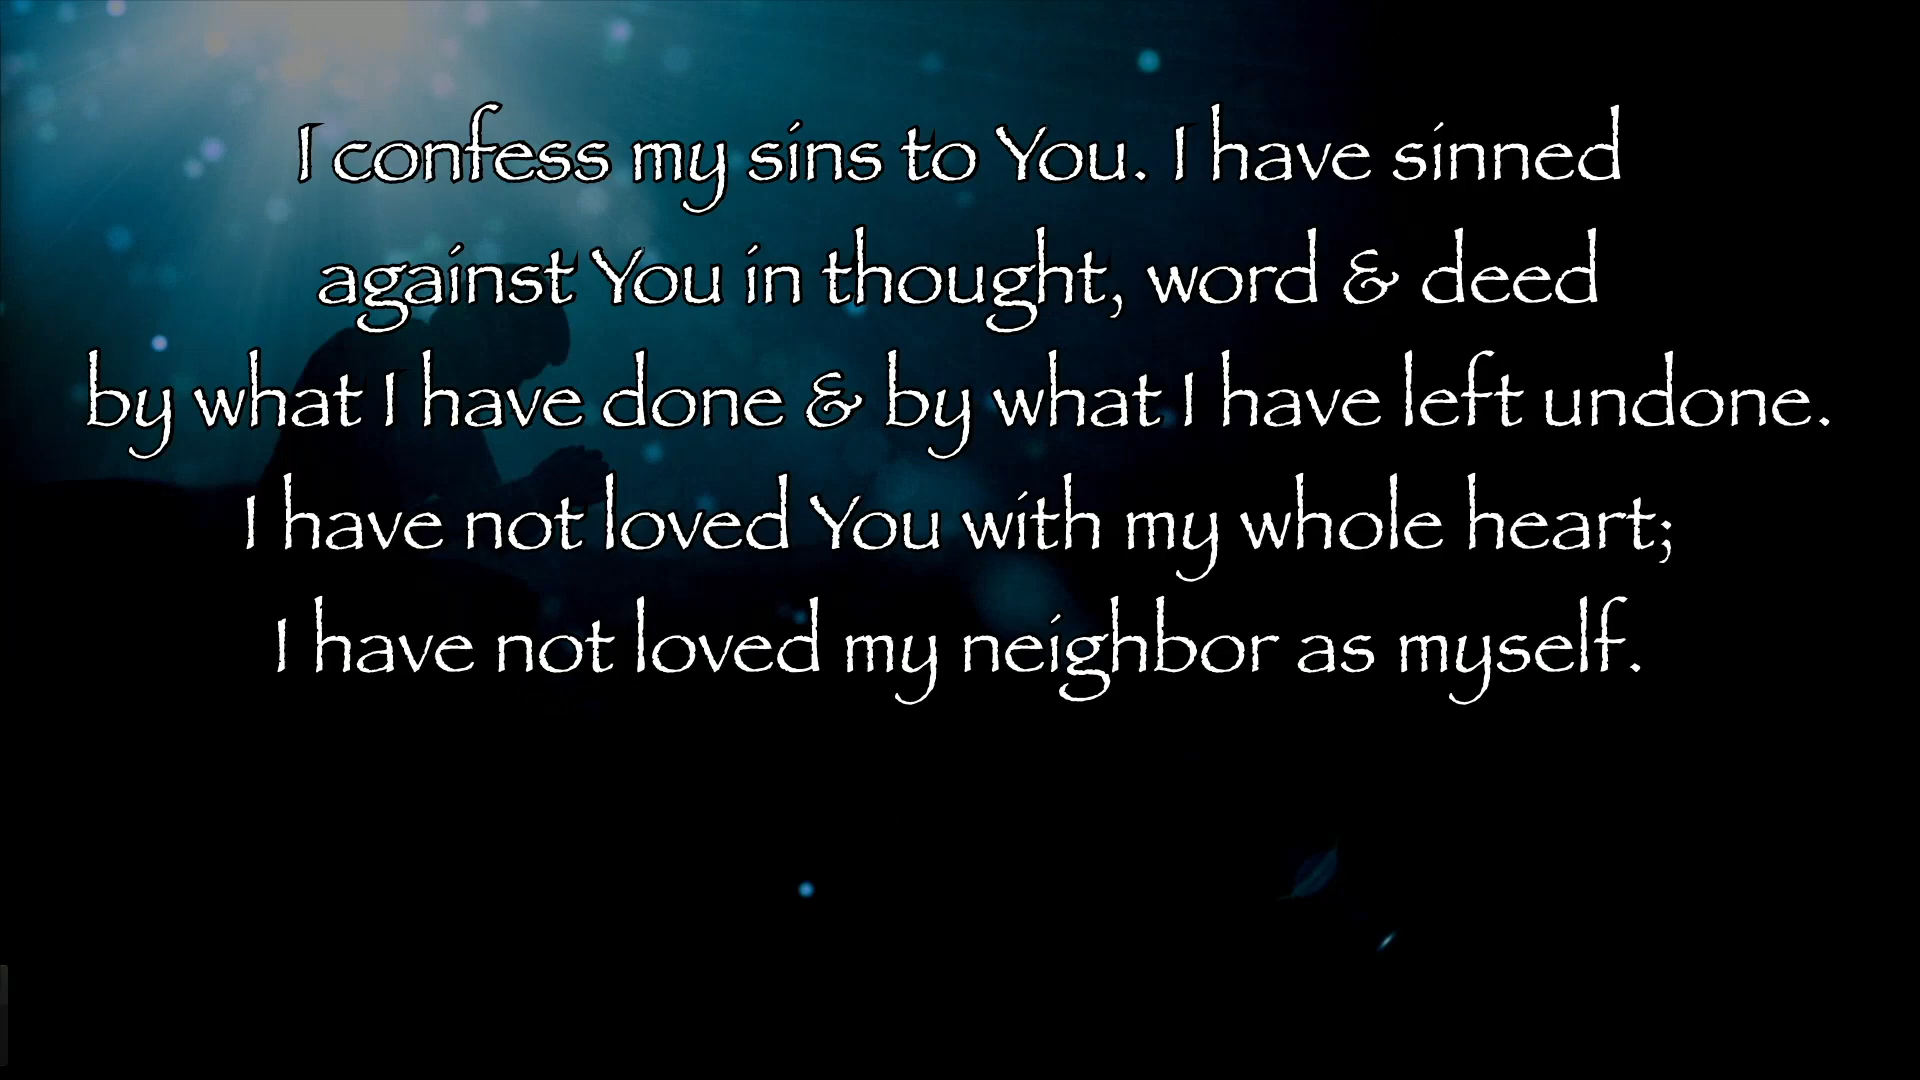 I confess my sins to You. I have sinned
against You in thought, word & deed
by what I have done & by what I have left undone.
I have not loved You with my whole heart;
I have not loved my neighbor as myself.